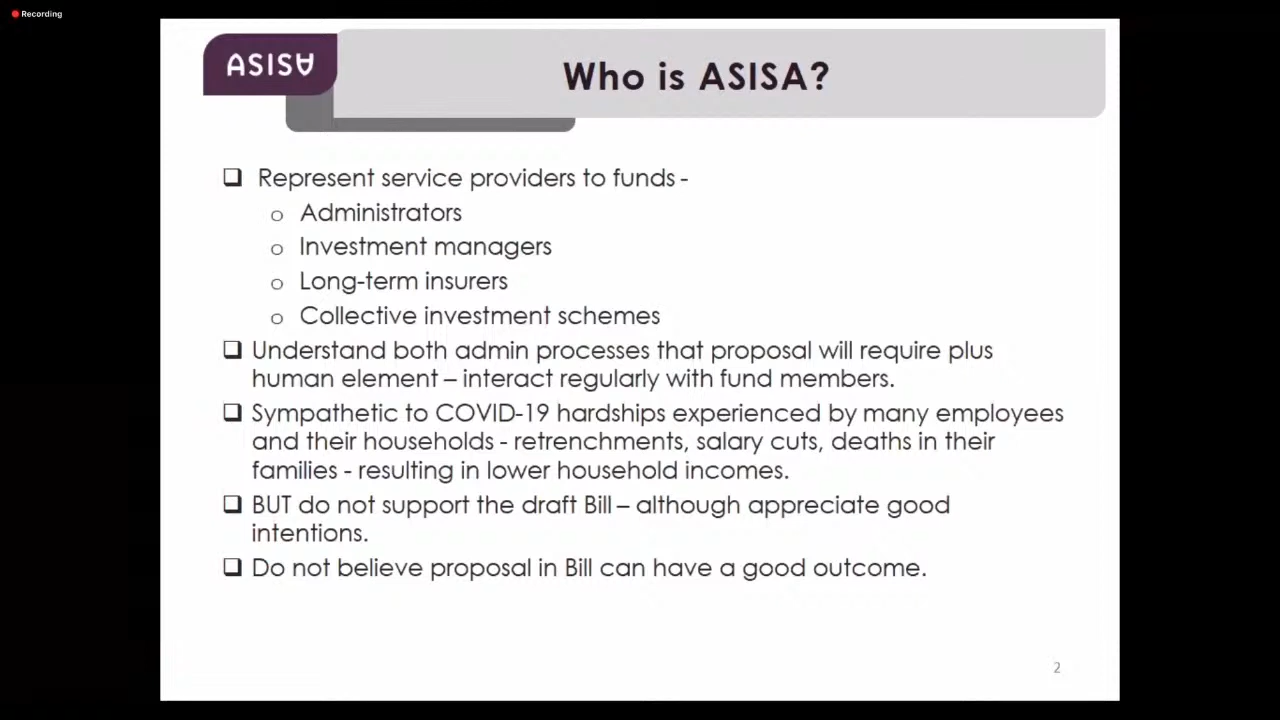 Recording
ASISA
Who is ASISA?
❑ Represent service providers to funds -
o Administrators
o Investment managers
o Long-term insurers
o Collective investment schemes
❑ Understand both admin processes that proposal will require plus
human element – interact regularly with fund members.
❑ Sympathetic to COVID-19 hardships experienced by many employees
and their households - retrenchments, salary cuts, deaths in their
families - resulting in lower household incomes.
❑ BUT do not support the draft Bill – although appreciate good
intentions.
❑ Do not believe proposal in Bill can have a good outcome.
2